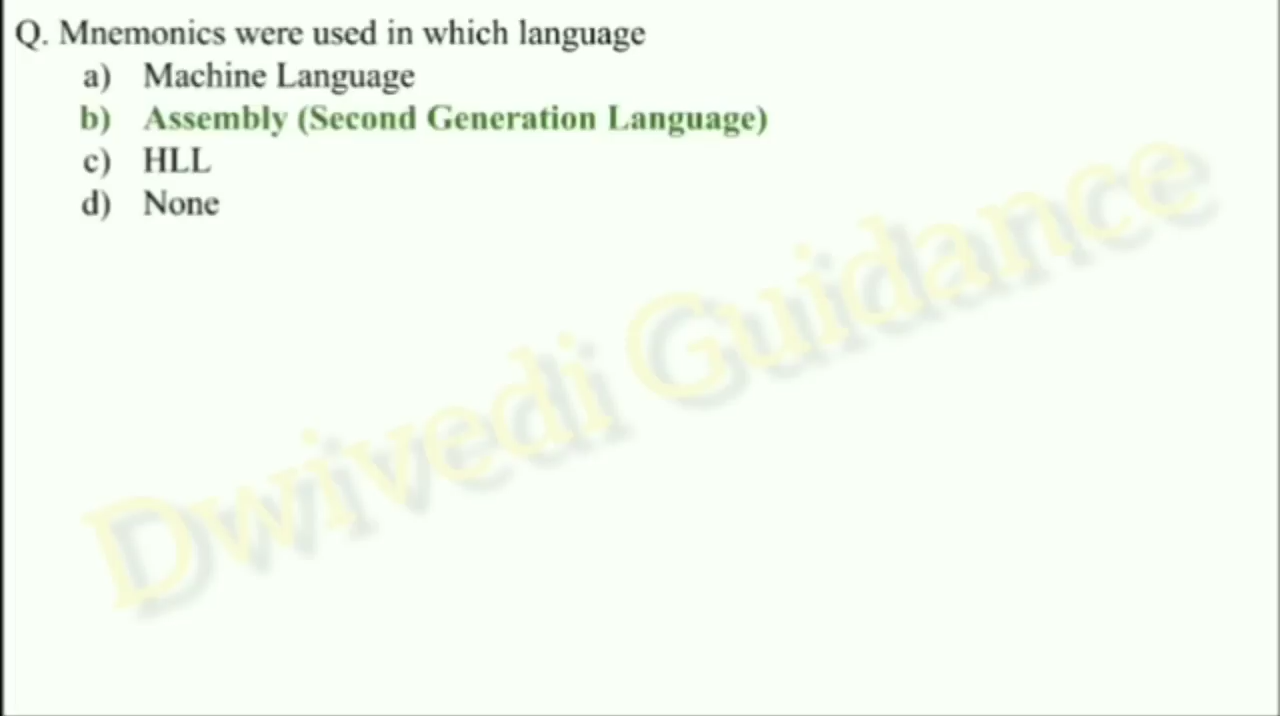 Q. Mnemonics were used in which language
a) Machine Language
b) Assembly (Second Generation Language)
c) HLL
d) None
Dwivedi Guidance